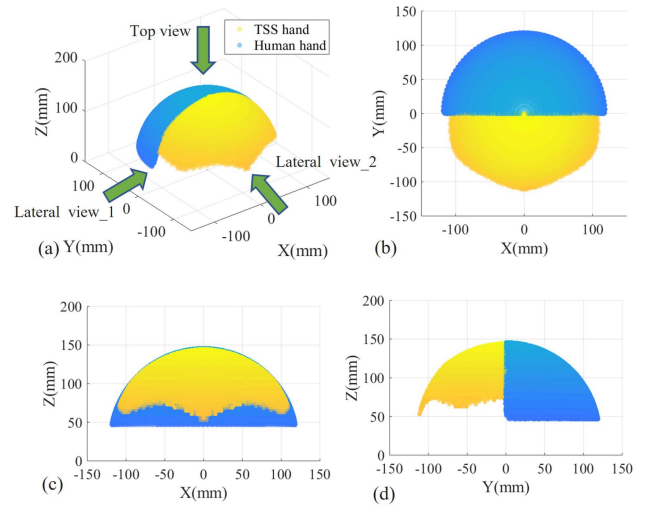 Top view
TSS hand
Human hand
200
150
100
Z(mm)
100
50
0
Y(mm)
0
-50
100
0
Lateral view_2
100
-100
Lateral view_1
0
-100
0
-100
-150
-100
0
100
(a) Y(mm)
X(mm)
(b)
X(mm)
200
200
150
150
Z(mm)
100
Z(mm)
100
50
50
0
0
-150 -100 -50 0 50 100 150
-150 -100 -50 0 50 100 150
(c)
X(mm)
Y(mm)
(d)